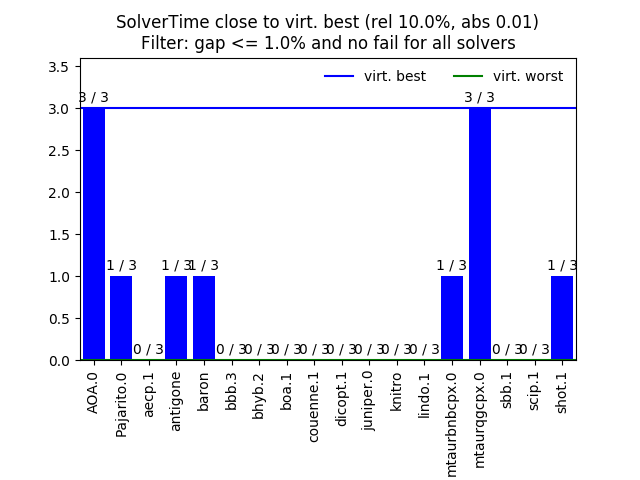 SolverTime close to virt. best (rel 10.0%, abs 0.01)
Filter: gap <= 1.0% and no fail for all solvers
virt. best
virt. worst
3.5
3.0
2.5
2.0
1.5
1.0
0.5
0.0
3 / 3
1 / 3
0 / 3
1 / 3
1 / 3
0 / 3
0 / 3
0 / 3
0 / 3
0 / 3
0 / 3
0 / 3
0 / 3
1 / 3
3 / 3
0 / 3
0 / 3
1 / 3
AOA.0
Pajarito.0
aecp.1
antigone
baron
bbb.3
bhyb.2
boa.1
couenne.1
dicopt.1
juniper.0
knitro
lindo.1
mtaurbnbcpx.0
mtaurqgcpx.0
sbb.1
scip.1
shot.1